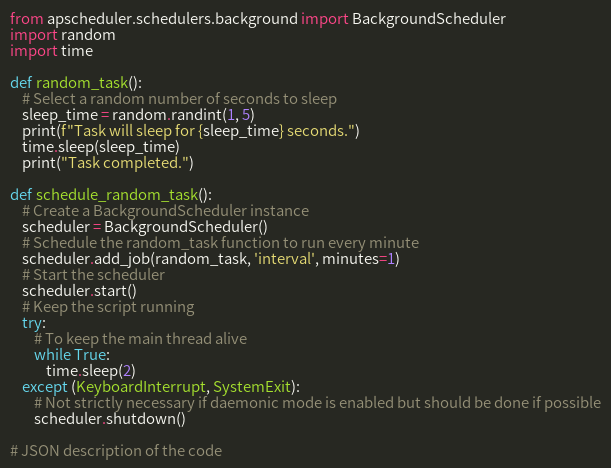 from apscheduler.schedulers.background import BackgroundScheduler
import random
import time

def random_task():
    # Select a random number of seconds to sleep
    sleep_time = random.randint(1, 5)
    print(f"Task will sleep for {sleep_time} seconds.")
    time.sleep(sleep_time)
    print("Task completed.")

def schedule_random_task():
    # Create a BackgroundScheduler instance
    scheduler = BackgroundScheduler()
    # Schedule the random_task function to run every minute
    scheduler.add_job(random_task, 'interval', minutes=1)
    # Start the scheduler
    scheduler.start()
    # Keep the script running
    try:
        # To keep the main thread alive
        while True:
            time.sleep(2)
    except (KeyboardInterrupt, SystemExit):
        # Not strictly necessary if daemonic mode is enabled but should be done if possible
        scheduler.shutdown()

# JSON description of the code